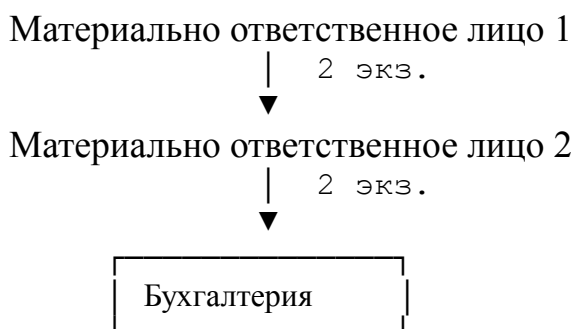 Материально ответственное лицо 1
2 экз.
Материально ответственное лицо 2
2 экз.
Бухгалтерия